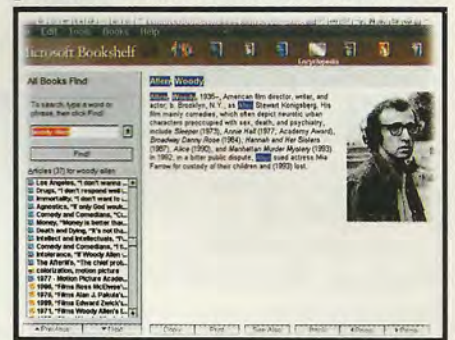 Edit Tools Books Help
Microsoft Bookshelf
Encyclopedia
All Books Find
To search, type a word or
phrase, then click Find!
woody allen
Find!
Articles (37) for woody allen
Los Angeles, "I don't wanna ...
Drugs, "I don't respond well t...
Immortality, "I don't want to ...
Agnostics, "If only God would...
Comedy and Comedians, "Cl...
Money, "Money is better than...
Death and Dying, "It's not tha...
Intellect and Intellectuals, "F...
Comedy and Comedians, "I ...
Intolerance, "If Woody Allen ...
The Afterlife, "The chief prob...
colorization, motion picture
1977 - Motion Picture Acade...
1986, "Films Ross McElwee'...
1976, "Films Alan J. Pakula's...
1989, "Films Edward Zwick's...
1971, "Films Woody Allen's ...
Allen, Woody
Allen, Woody, 1935–, American film director, writer, and
actor; b. Brooklyn, N.Y., as Allen Stewart Konigsberg. His
film mainly comedies, which often depict neurotic urban
characters preoccupied with sex, death, and psychiatry,
include Sleeper (1973), Annie Hall (1977, Academy Award),
Broadway Danny Rose (1984), Hannah and Her Sisters
(1987), Alice (1990), and Manhattan Murder Mystery (1993).
In 1992, in a bitter public dispute, Allen sued actress Mia
Farrow for custody of their children and (1993) lost.
Previous
Copy
Print
See Also
Back